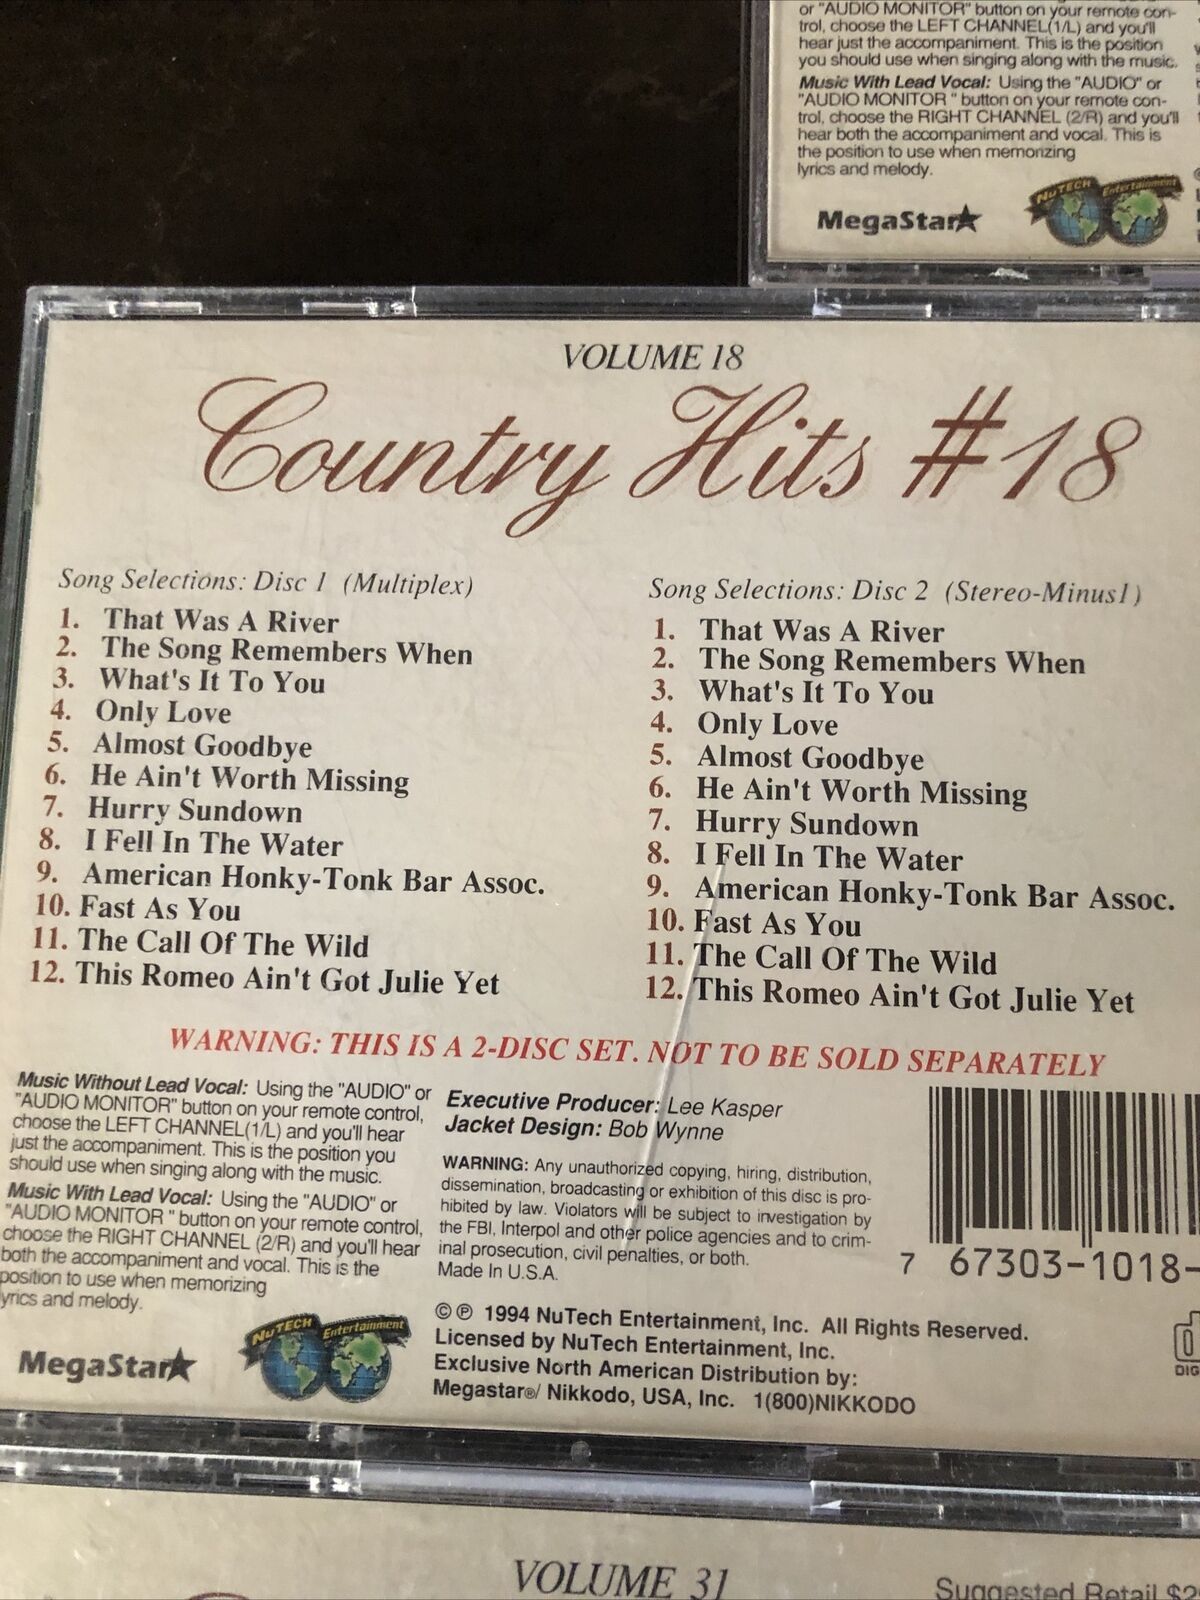 or "AUDIO MONITOR" button on your remote con-
trol, choose the LEFT CHANNEL(1/L) and you'll
hear just the accompaniment. This is the position
you should use when singing along with the music.
Music With Lead Vocal: Using the "AUDIO" or
"AUDIO MONITOR " button on your remote con-
trol, choose the RIGHT CHANNEL (2/R) and you'll
hear both the accompaniment and vocal. This is
the position to use when memorizing
lyrics and melody.
MegaStar
NuTECH Entertainment
VOLUME 18
Country Hits #18
Song Selections: Disc 1 (Multiplex)
1. That Was A River
2. The Song Remembers When
3. What's It To You
4. Only Love
5. Almost Goodbye
6. He Ain't Worth Missing
7. Hurry Sundown
8. I Fell In The Water
9. American Honky-Tonk Bar Assoc.
10. Fast As You
11. The Call Of The Wild
12. This Romeo Ain't Got Julie Yet
Song Selections: Disc 2 (Stereo-Minus1)
1. That Was A River
2. The Song Remembers When
3. What's It To You
4. Only Love
5. Almost Goodbye
6. He Ain't Worth Missing
7. Hurry Sundown
8. I Fell In The Water
9. American Honky-Tonk Bar Assoc.
10. Fast As You
11. The Call Of The Wild
12. This Romeo Ain't Got Julie Yet
WARNING: THIS IS A 2-DISC SET. NOT TO BE SOLD SEPARATELY
Music Without Lead Vocal: Using the "AUDIO" or
"AUDIO MONITOR" button on your remote control,
choose the LEFT CHANNEL(1/L) and you'll hear
just the accompaniment. This is the position you
should use when singing along with the music.
Music With Lead Vocal: Using the "AUDIO" or
"AUDIO MONITOR " button on your remote control,
choose the RIGHT CHANNEL (2/R) and you'll hear
both the accompaniment and vocal. This is the
position to use when memorizing
lyrics and melody.
MegaStar
NuTECH Entertainment
Executive Producer: Lee Kasper
Jacket Design: Bob Wynne
WARNING: Any unauthorized copying, hiring, distribution,
dissemination, broadcasting or exhibition of this disc is pro-
hibited by law. Violators will be subject to investigation by
the FBI, Interpol and other police agencies and to crim-
inal prosecution, civil penalties, or both.
Made In U.S.A.
©℗ 1994 NuTech Entertainment, Inc. All Rights Reserved.
Licensed by NuTech Entertainment, Inc.
Exclusive North American Distribution by:
Megastar®/ Nikkodo, USA, Inc. 1(800)NIKKODO
7 67303-1018-
DIG
VOLUME 31
Suggested Retail $2